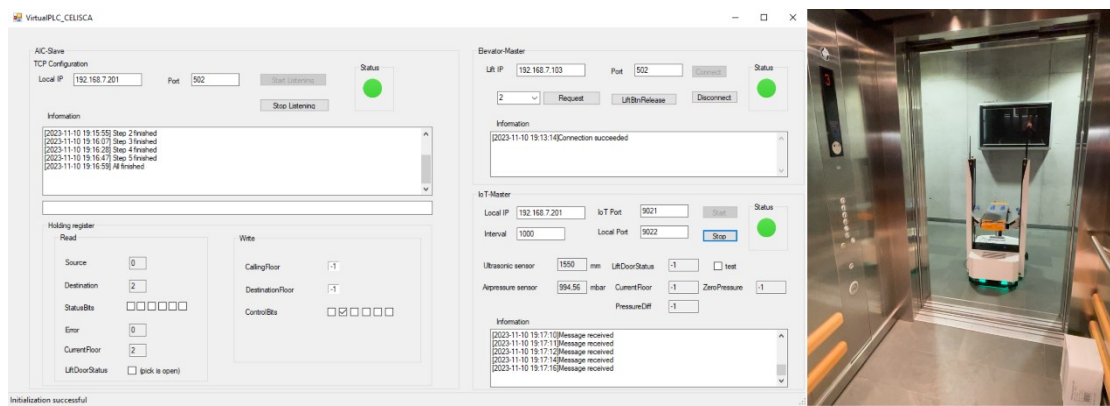 VirtualPLC_CELISCA
AIC-Slave
TCP Configuration
Local IP 192.168.7.201 Port 502 Start Listening Status
Stop Listening
Information
[2023-11-10 19:15:55] Step 2 finished
[2023-11-10 19:16:07] Step 3 finished
[2023-11-10 19:16:28] Step 4 finished
[2023-11-10 19:16:47] Step 5 finished
[2023-11-10 19:16:59] All finished
Holding register
Read
Source 0
Destination 2
StatusBits
Error 0
CurrentFloor 2
LiftDoorStatus (pick is open)
Write
CallingFloor -1
DestinationFloor -1
ControlBits
Elevator-Master
Lift IP 192.168.7.103 Port 502 Connect Status
2 Request LiftBtnRelease Disconnect
Information
[2023-11-10 19:13:14]Connection succeeded
IoT-Master
Local IP 192.168.7.201 IoT Port 9021 Start Status
Interval 1000 Local Port 9022 Stop
Ultrasonic sensor 1550 mm LiftDoorStatus -1 test
Airpressure sensor 994.56 mbar CurrentFloor -1 ZeroPressure -1
PressureDiff -1
Information
[2023-11-10 19:17:10]Message received
[2023-11-10 19:17:11]Message received
[2023-11-10 19:17:12]Message received
[2023-11-10 19:17:14]Message received
[2023-11-10 19:17:16]Message received
Initialization successful
3